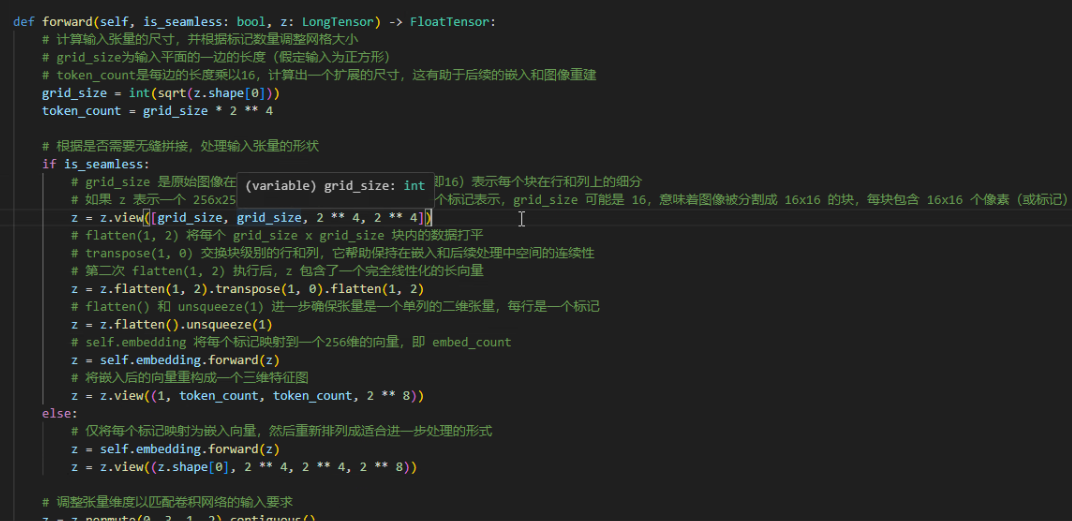 def forward(self, is_seamless: bool, z: LongTensor) -> FloatTensor:
# 计算输入张量的尺寸，并根据标记数量调整网格大小
# grid_size为输入平面的一边的长度（假定输入为正方形）
# token_count是每边的长度乘以16，计算出一个扩展的尺寸，这有助于后续的嵌入和图像重建
grid_size = int(sqrt(z.shape[0]))
token_count = grid_size * 2 ** 4
# 根据是否需要无缝拼接，处理输入张量的形状
if is_seamless:
# grid_size 是原始图像在 即16）表示每个块在行和列上的细分
(variable) grid_size: int
# 如果 z 表示一个 256x25 个标记表示，grid_size 可能是 16，意味着图像被分割成 16x16 的块，每块包含 16x16 个像素（或标记）
z = z.view([grid_size, grid_size, 2 ** 4, 2 ** 4])
# flatten(1, 2) 将每个 grid_size x grid_size 块内的数据打平
# transpose(1, 0) 交换块级别的行和列，它帮助保持在嵌入和后续处理中空间的连续性
# 第二次 flatten(1, 2) 执行后，z 包含了一个完全线性化的长向量
z = z.flatten(1, 2).transpose(1, 0).flatten(1, 2)
# flatten() 和 unsqueeze(1) 进一步确保张量是一个单列的二维张量，每行是一个标记
z = z.flatten().unsqueeze(1)
# self.embedding 将每个标记映射到一个256维的向量，即 embed_count
z = self.embedding.forward(z)
# 将嵌入后的向量重构成一个三维特征图
z = z.view((1, token_count, token_count, 2 ** 8))
else:
# 仅将每个标记映射为嵌入向量，然后重新排列成适合进一步处理的形式
z = self.embedding.forward(z)
z = z.view((z.shape[0], 2 ** 4, 2 ** 4, 2 ** 8))
# 调整张量维度以匹配卷积网络的输入要求
z = z.permute(0, 3, 1, 2).contiguous()